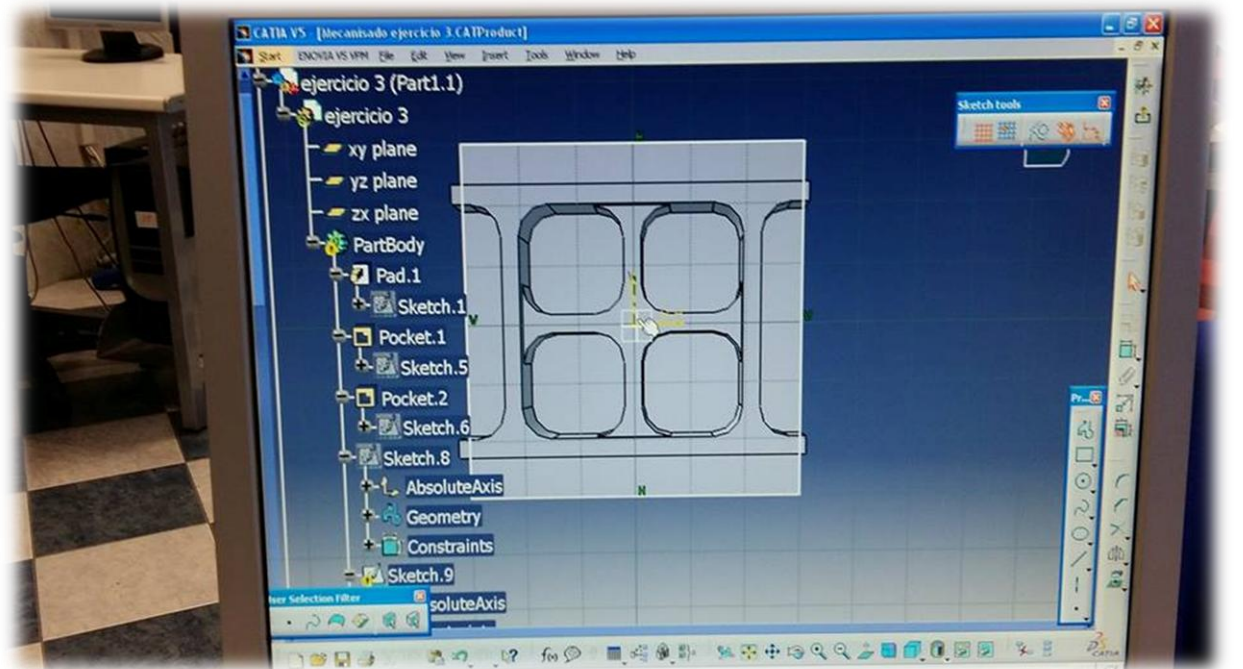 CATIA V5 - [Mecanisado ejercicio 3.CATProduct]
Start ENOVIA V5 VPM File Edit View Insert Tools Window Help
ejercicio 3 (Part1.1)
ejercicio 3
xy plane
yz plane
zx plane
PartBody
Pad.1
Sketch.1
Pocket.1
Sketch.5
Pocket.2
Sketch.6
Sketch.8
AbsoluteAxis
Geometry
Constraints
Sketch.9
soluteAxis
Sketch tools
Pr...
ser Selection Filter
f(x)
CATIA